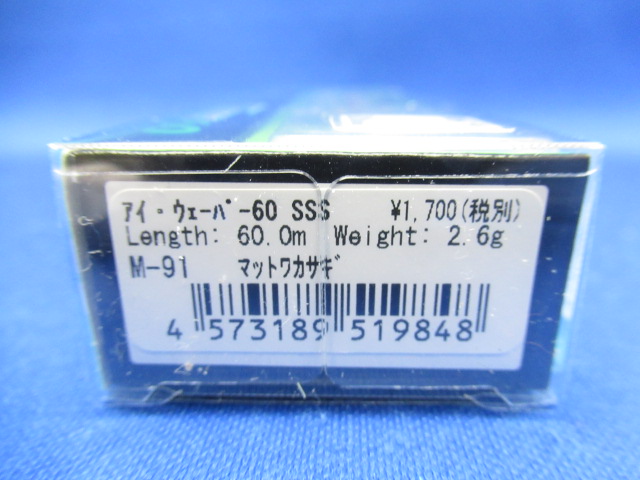 ｱｲ・ｳｪｰﾊﾞｰ60 SSS ¥1,700(税別)
Length: 60.0m Weight: 2.6g
M-91 ﾏｯﾄﾜｶｻｷﾞ
4 573189 519848